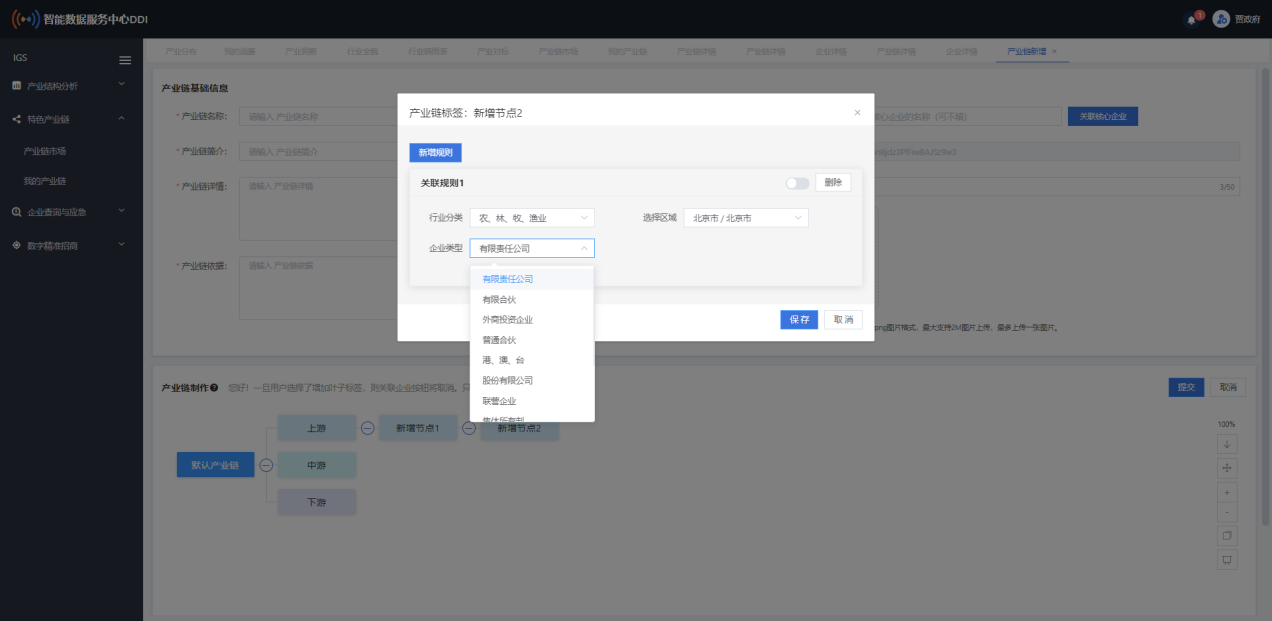 智能数据服务中心DDI
1
贾政府
IGS
产业结构分析
特色产业链
产业链市场
我的产业链
企业查询与应急
数字精准招商
产业分布
产业洞察
行业全貌
产业对标
产业链市场
我的产业链
产业链详情
产业链详情
企业详情
产业链详情
企业详情
产业链新增 ×
产业链基础信息
* 产业链名称:
请输入 产业链名称
心企业的名称（可不填）
关联核心企业
* 产业链简介:
请输入 产业链简介
* 产业链详情:
请输入 产业链详情
3/50
* 产业链依据:
请输入 产业链依据
png图片格式，最大支持2M图片上传，最多上传一张图片。
产业链标签：新增节点2
×
新增规则
关联规则1
删除
行业分类
农、林、牧、渔业
选择区域
北京市 / 北京市
企业类型
有限责任公司
有限责任公司
有限合伙
外商投资企业
普通合伙
港、澳、台
股份有限公司
联营企业
集体所有制
保存
取消
产业链制作
您好！一旦用户选择了增加叶子标签，则关联企业按钮将取消。只
提交
取消
默认产业链
上游
新增节点1
新增节点2
中游
下游
100%